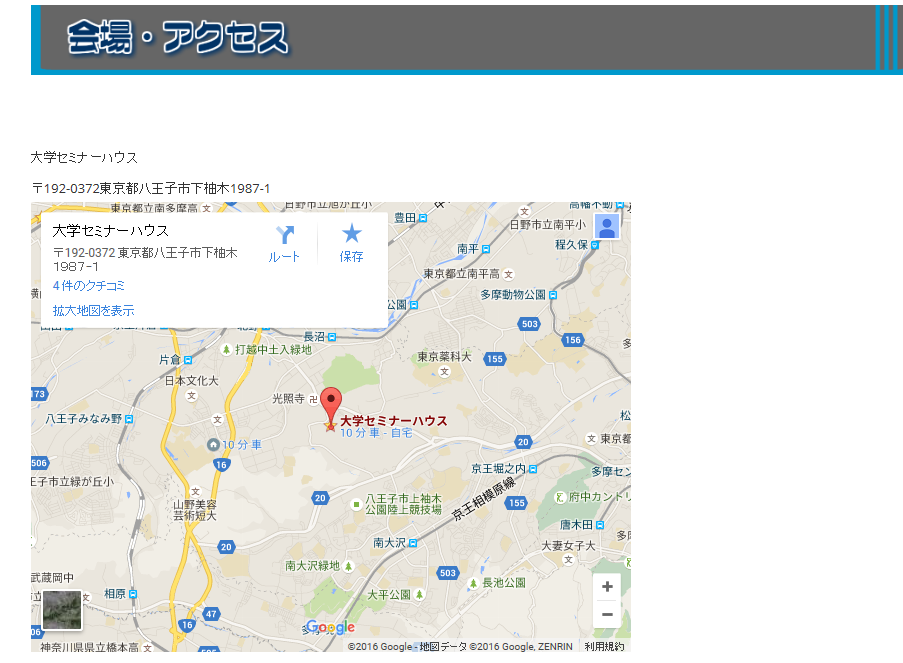 会場・アクセス
大学セミナーハウス
〒192-0372東京都八王子市下柚木1987-1
東京都立南多摩高
日野市立旭が丘小
高幡不動
豊田
日野市立南平小
大学セミナーハウス
〒192-0372 東京都八王子市下柚木
1987-1
ルート
保存
4 件のクチコミ
拡大地図を表示
程久保
南平
東京都立南平高
多摩動物公園
公園
503
長沼
156
打越中土入緑地
東京薬科大
155
片倉
日本文化大
173
光照寺
八王子みなみ野
大学セミナーハウス
10 分 車 - 自宅
松
10 分 車
20
東京都
506
16
京王堀之内
多摩セン
王子市立緑が丘小
20
八王子市上柚木
公園陸上競技場
京王相模原線
155
府中カントリ
山野美容
芸術短大
唐木田
20
南大沢
大妻女子大
南大沢緑地
503
長池公園
武蔵岡中
相原
大平公園
47
16
Google
神奈川県県立橋本高
©2016 Google - 地図データ ©2016 Google, ZENRIN
利用規約